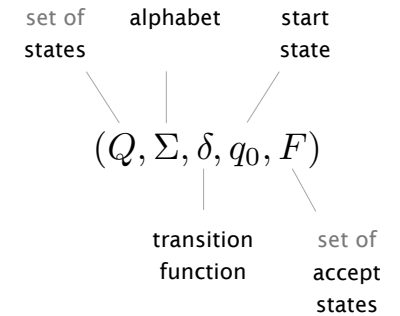 set of
states
alphabet
start
state
(Q, Σ, δ, q₀, F)
transition
function
set of
accept
states